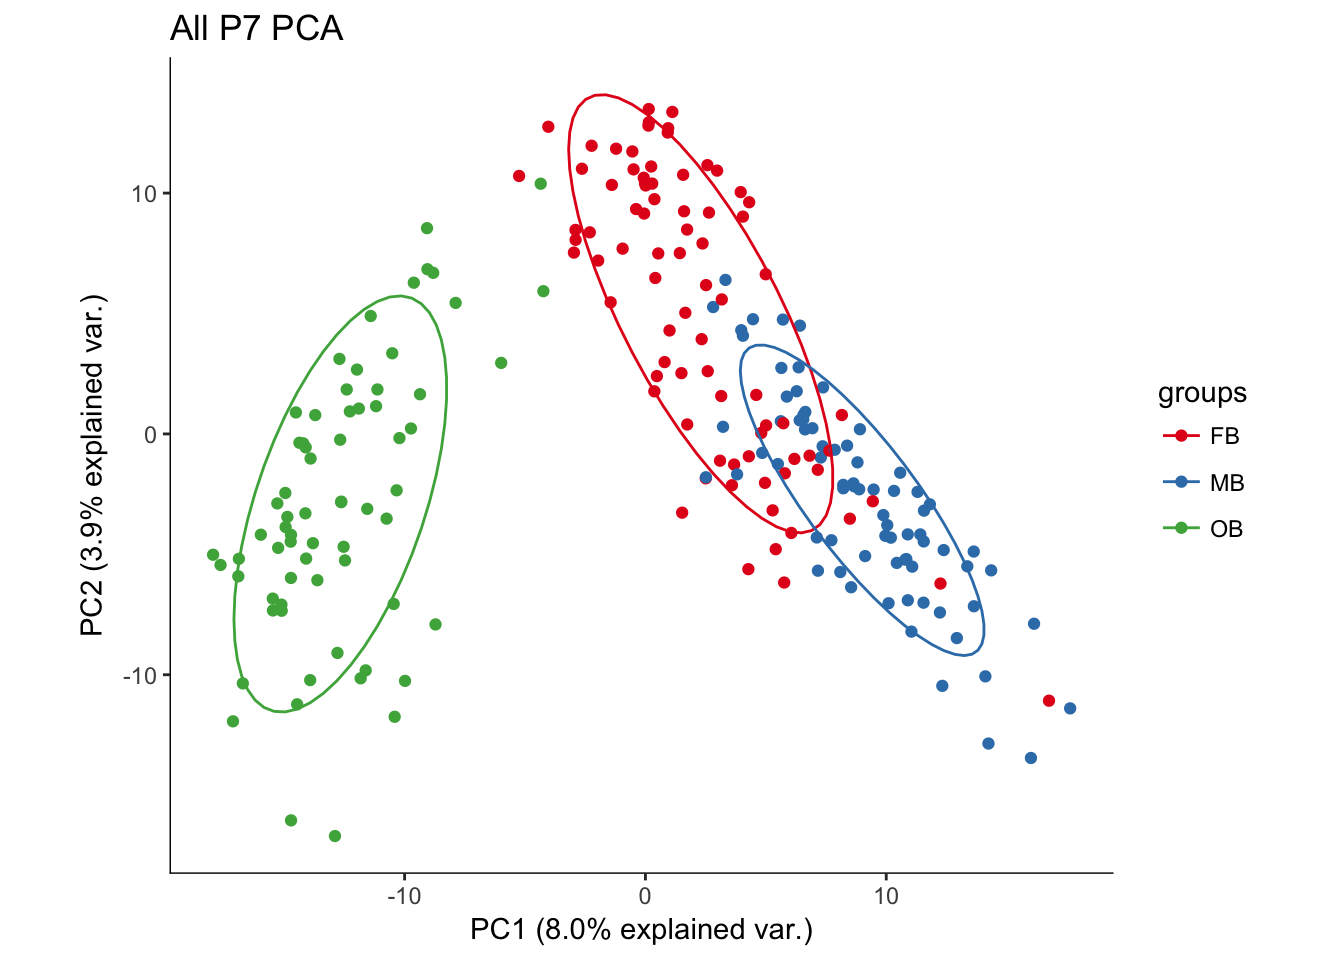 All P7 PCA
PC2 (3.9% explained var.)
10
0
-10
-10
0
10
PC1 (8.0% explained var.)
groups
FB
MB
OB